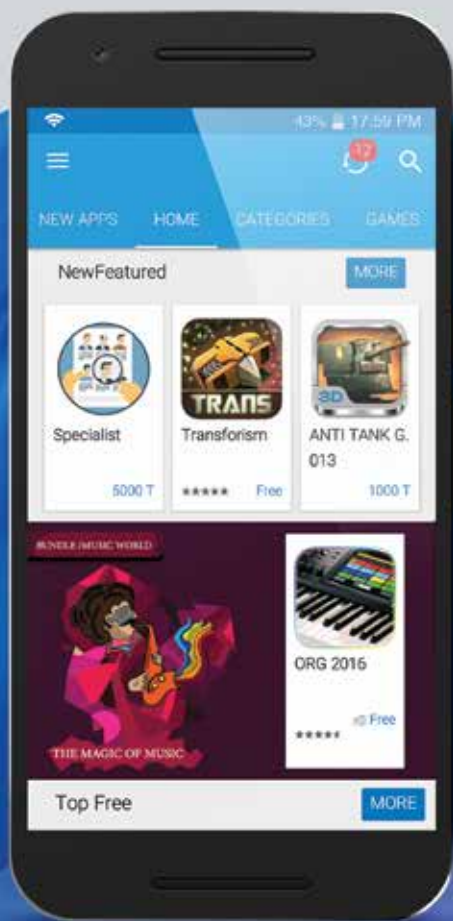 43% 17:59 PM
12
NEW APPS HOME CATEGORIES GAMES
NewFeatured MORE
TRANS
3D
Specialist Transforism ANTI TANK G.
013
5000 T ★★★★★ Free 1000 T
BUNDLE /MUSIC WORLD
ORG 2016
Free
THE MAGIC OF MUSIC
Top Free MORE